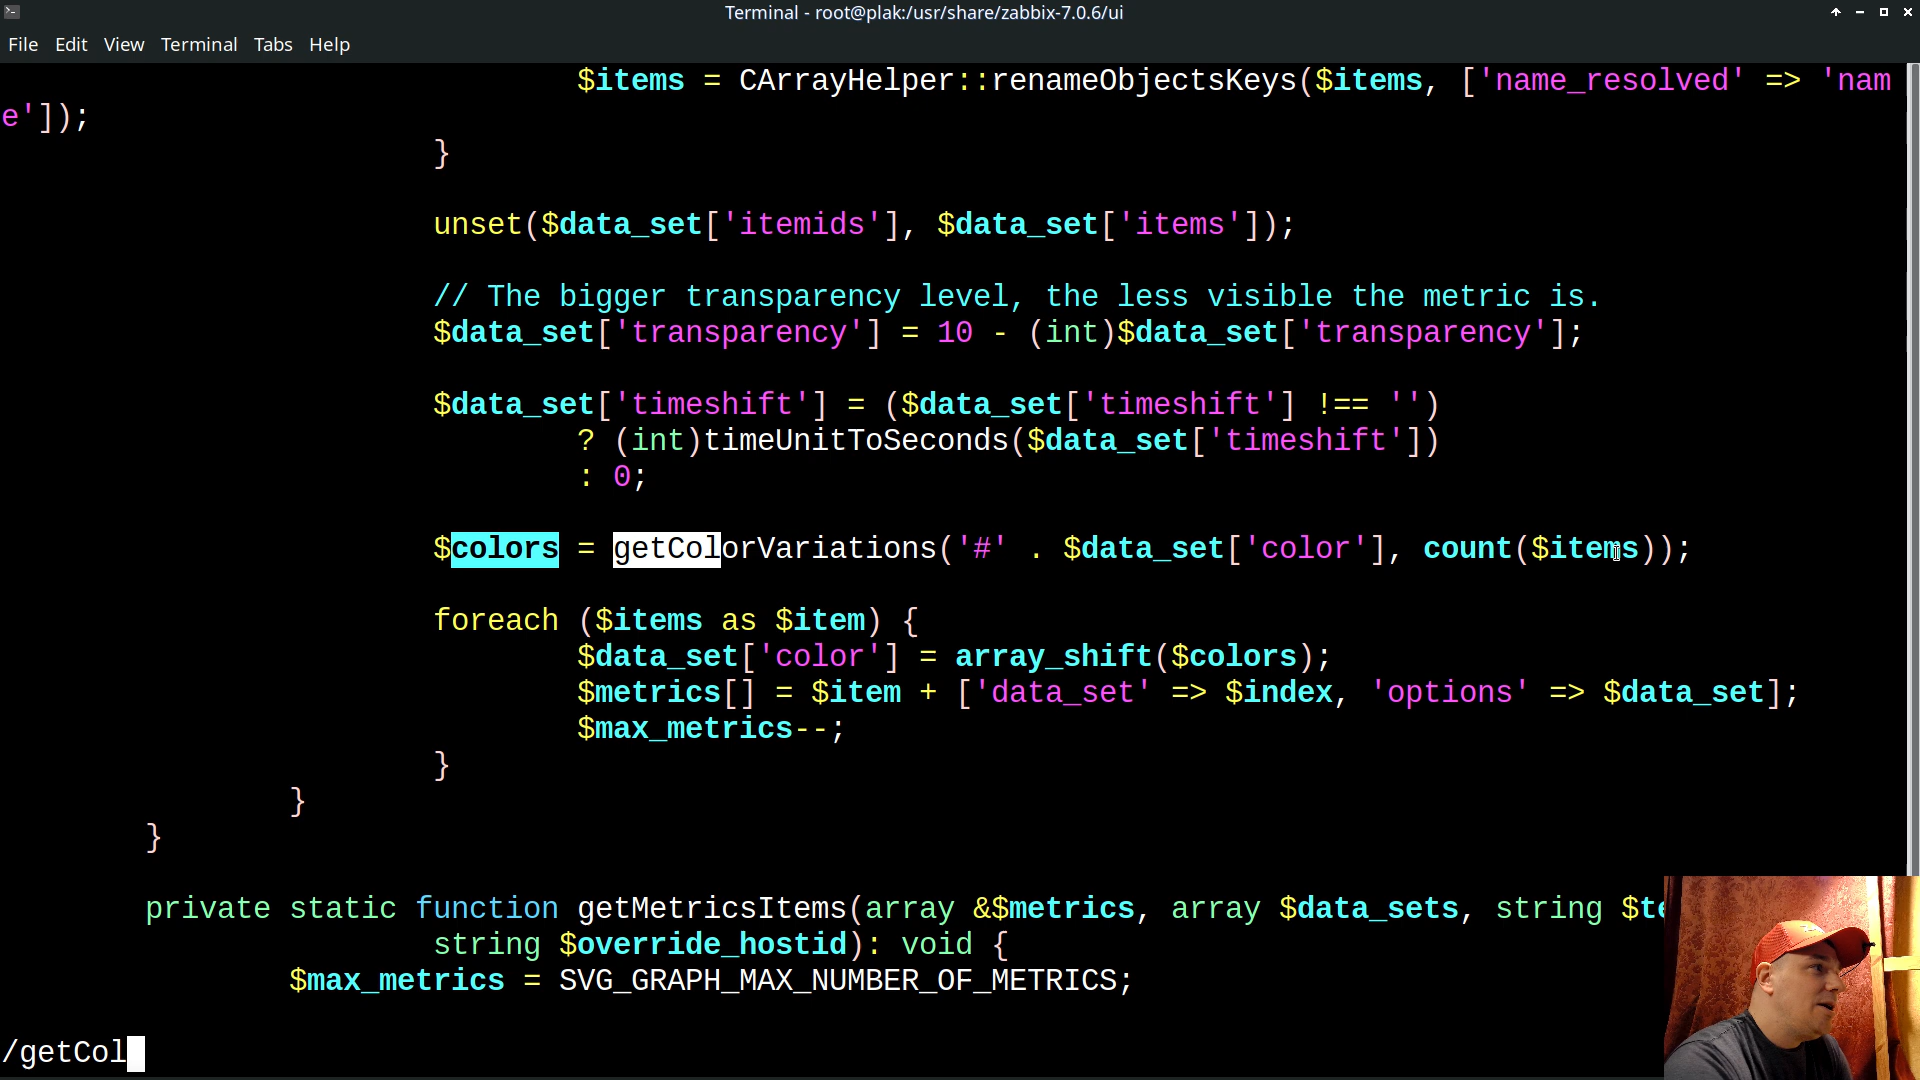 Terminal - root@plak:/usr/share/zabbix-7.0.6/ui
File Edit View Terminal Tabs Help
$items = CArrayHelper::renameObjectsKeys($items, ['name_resolved' => 'nam
e']);
}
unset($data_set['itemids'], $data_set['items']);
// The bigger transparency level, the less visible the metric is.
$data_set['transparency'] = 10 - (int)$data_set['transparency'];
$data_set['timeshift'] = ($data_set['timeshift'] !== '')
? (int)timeUnitToSeconds($data_set['timeshift'])
: 0;
$colors = getColorVariations('#' . $data_set['color'], count($items));
foreach ($items as $item) {
$data_set['color'] = array_shift($colors);
$metrics[] = $item + ['data_set' => $index, 'options' => $data_set];
$max_metrics--;
}
}
}
private static function getMetricsItems(array &$metrics, array $data_sets, string $te
string $override_hostid): void {
$max_metrics = SVG_GRAPH_MAX_NUMBER_OF_METRICS;
/getCol